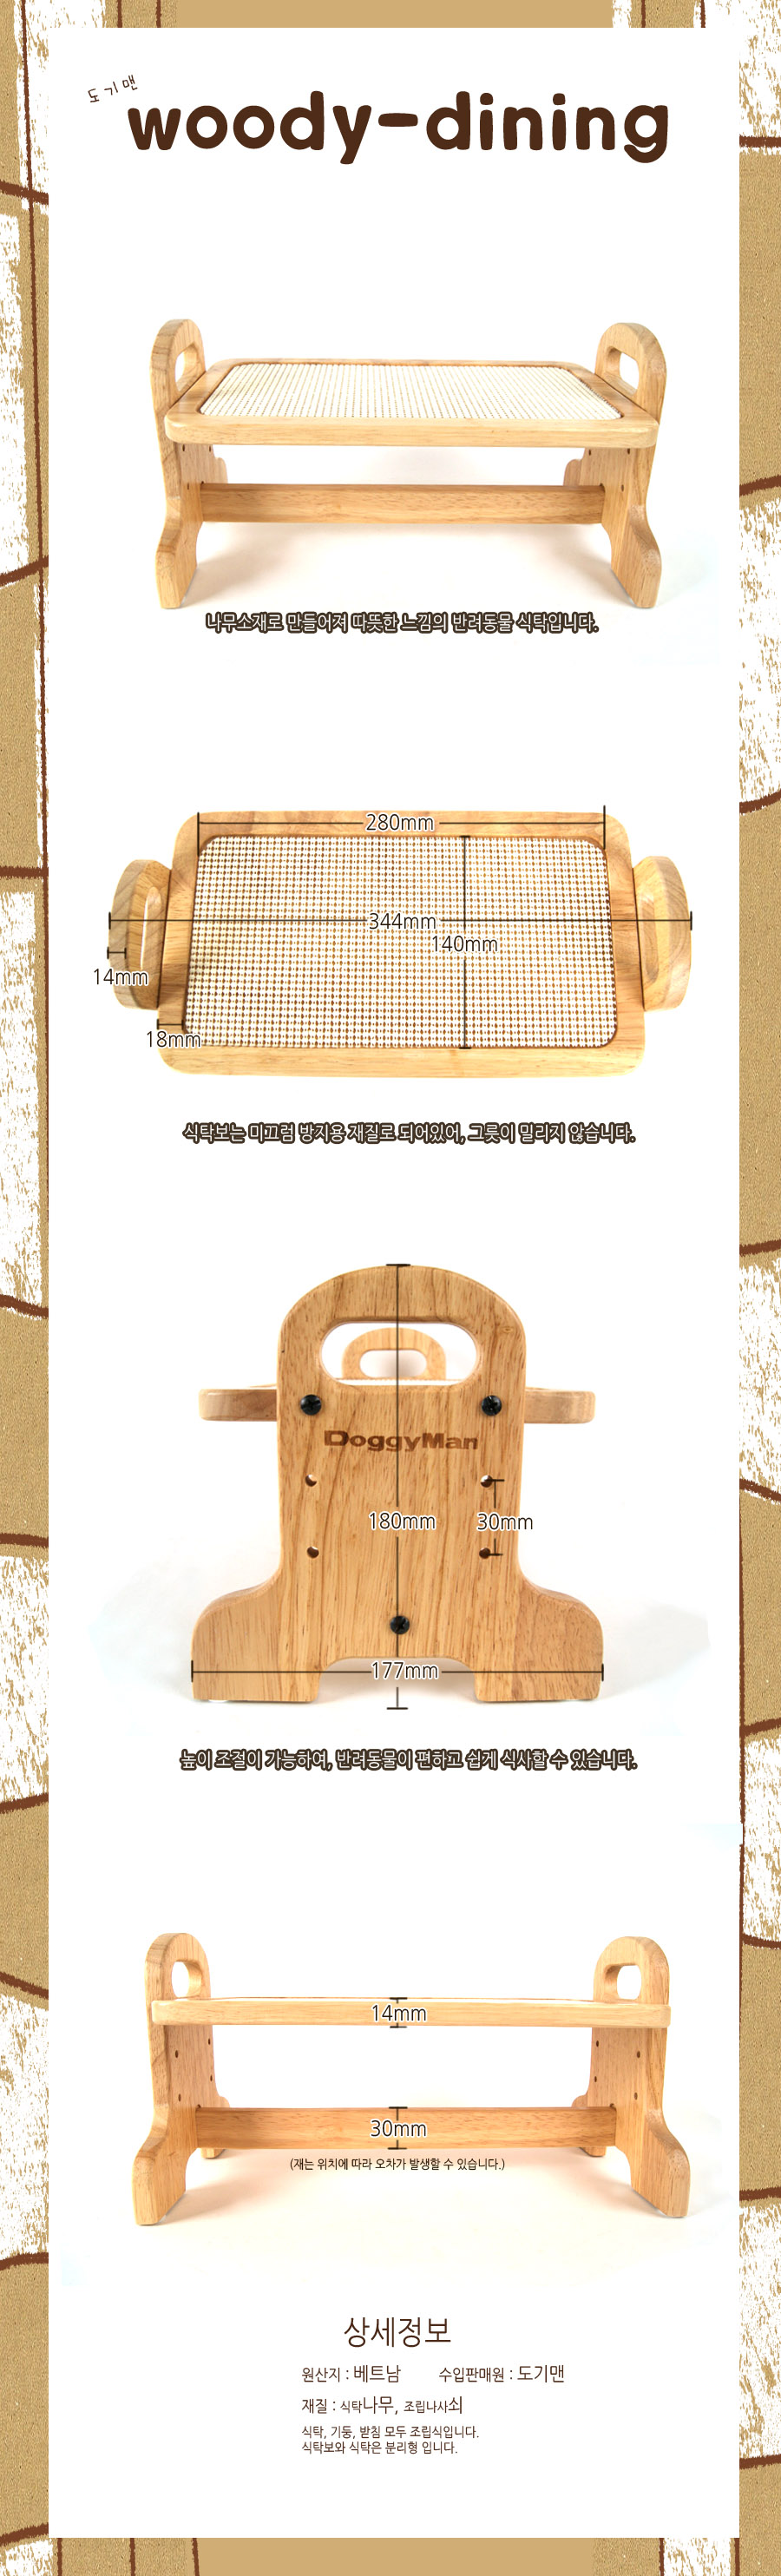 도기맨
woody-dining
나무소재로 만들어져 따뜻한 느낌의 반려동물 식탁입니다.
280mm
344mm
140mm
14mm
18mm
식탁보는 미끄럼 방지용 재질로 되어있어, 그릇이 밀리지 않습니다.
DoggyMan
180mm
30mm
177mm
높이 조절이 가능하여, 반려동물이 편하고 쉽게 식사할 수 있습니다.
14mm
30mm
(재는 위치에 따라 오차가 발생할 수 있습니다.)
상세정보
원산지 : 베트남 수입판매원 : 도기맨
재질 : 식탁나무, 조립나사쇠
식탁, 기둥, 받침 모두 조립식입니다.
식탁보와 식탁은 분리형 입니다.